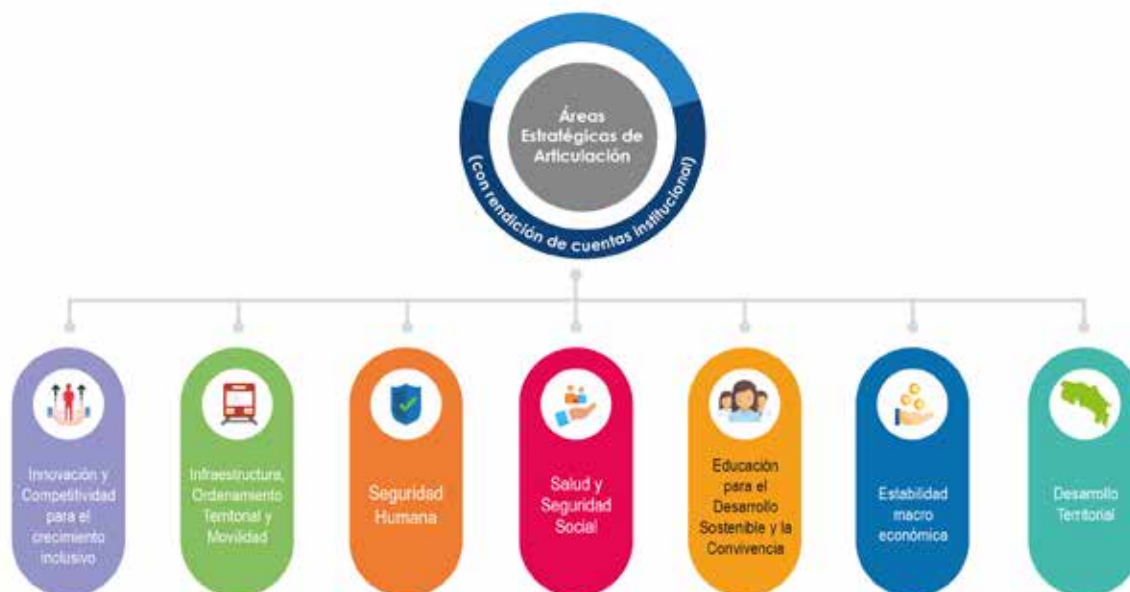 Áreas
Estratégicas de
Articulación
(con rendición de cuentas institucional)
Innovación y
Competitividad
para el
crecimiento
inclusivo
Infraestructura,
Ordenamiento
Territorial y
Movilidad
Seguridad
Humana
Salud y
Seguridad
Social
Educación
para el
Desarrollo
Sostenible y la
Convivencia
Estabilidad
macro
económica
Desarrollo
Territorial